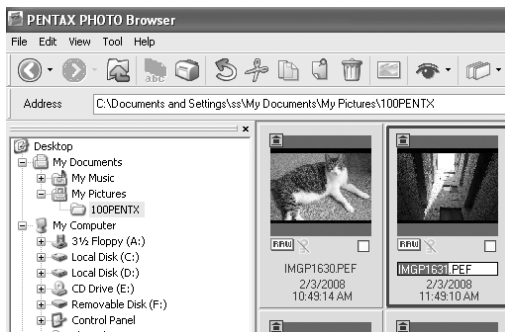 PENTAX PHOTO Browser
File Edit View Tool Help
abc
Address C:\Documents and Settings\ss\My Documents\My Pictures\100PENTX
x
Desktop
My Documents
My Music
My Pictures
100PENTX
My Computer
3½ Floppy (A:)
Local Disk (C:)
Local Disk (D:)
CD Drive (E:)
Removable Disk (F:)
Control Panel
RAW
IMGP1630.PEF
2/3/2008
10:49:14 AM
RAW
IMGP1631.PEF
2/3/2008
11:49:10 AM